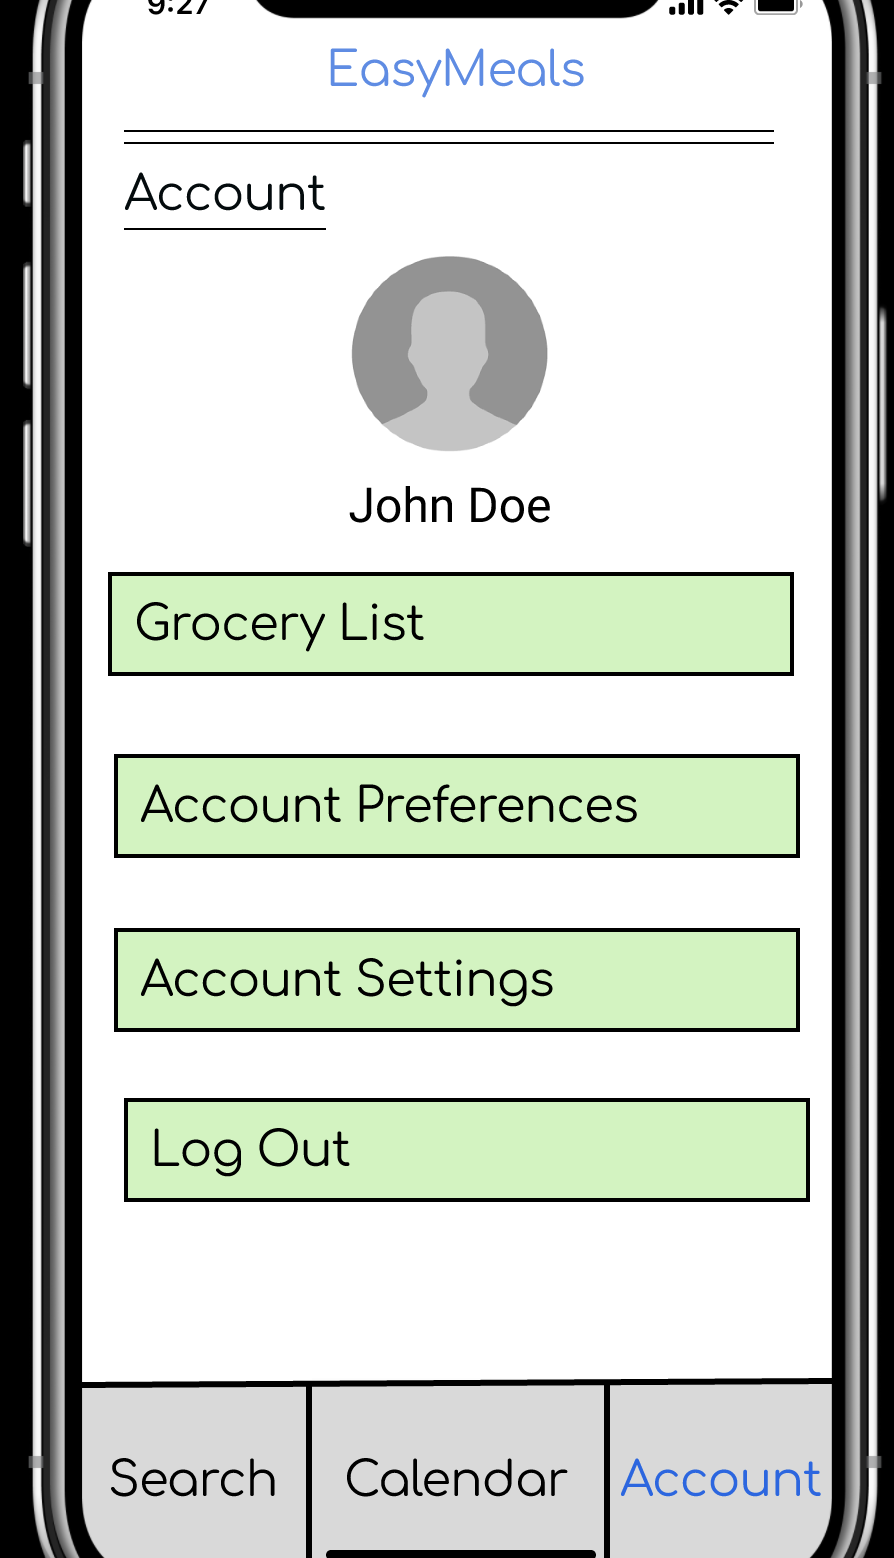 9:27
EasyMeals
Account
John Doe
Grocery List
Account Preferences
Account Settings
Log Out
Search
Calendar
Account